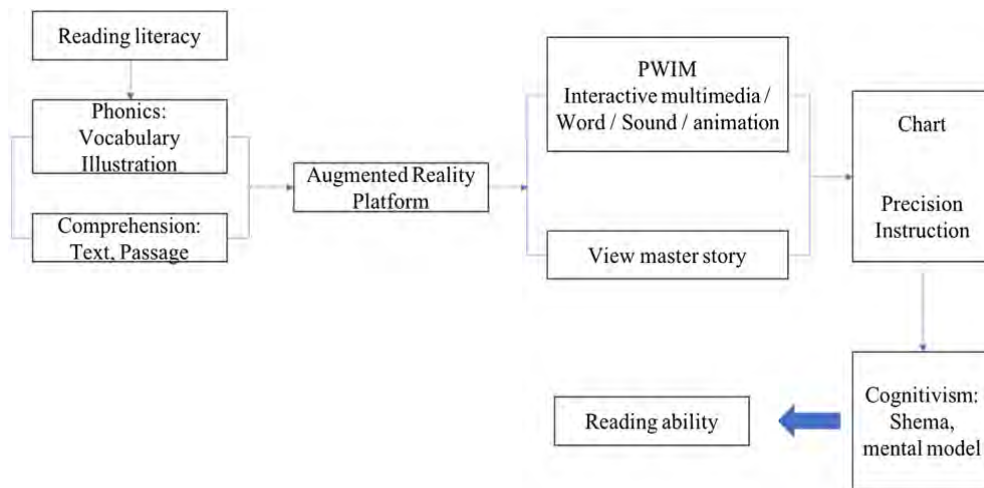 Reading literacy
Phonics:
Vocabulary
Illustration
Comprehension:
Text, Passage
Augmented Reality
Platform
PWIM
Interactive multimedia /
Word / Sound / animation
View master story
Chart
Precision
Instruction
Cognitivism:
Shema,
mental model
Reading ability